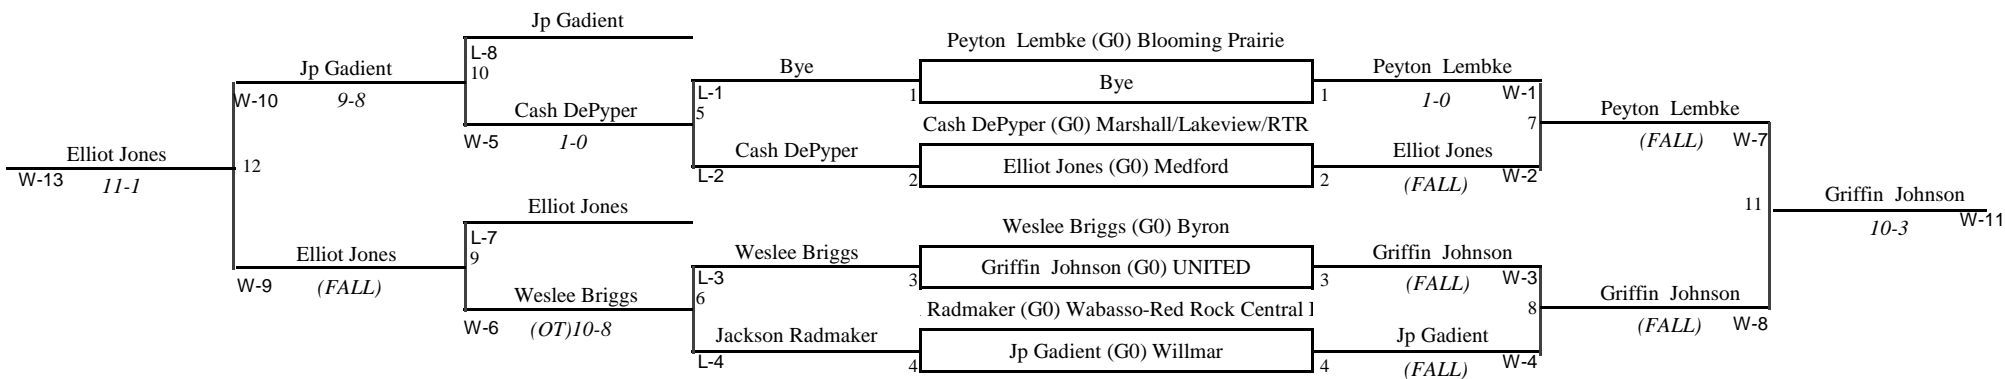 Jp Gadient
L-8
10
Jp Gadient
W-10
9-8
Cash DePyper
W-5
1-0
Bye
L-1
5
Cash DePyper
L-2
Elliot Jones
W-13
11-1
12
Elliot Jones
L-7
9
Elliot Jones
W-9
(FALL)
Weslee Briggs
W-6
(OT)10-8
Weslee Briggs
L-3
6
Jackson Radmaker
L-4
Peyton Lembke (G0) Blooming Prairie
1
Bye
1
Cash DePyper (G0) Marshall/Lakeview/RTR
2
Elliot Jones (G0) Medford
2
Weslee Briggs (G0) Byron
3
Griffin Johnson (G0) UNITED
3
Radmaker (G0) Wabasso-Red Rock Central
4
Jp Gadient (G0) Willmar
4
Peyton Lembke
1-0
W-1
7
Elliot Jones
(FALL)
W-2
Peyton Lembke
(FALL)
W-7
Griffin Johnson
(FALL)
W-3
8
Jp Gadient
(FALL)
W-4
Griffin Johnson
(FALL)
W-8
11
Griffin Johnson
10-3
W-11